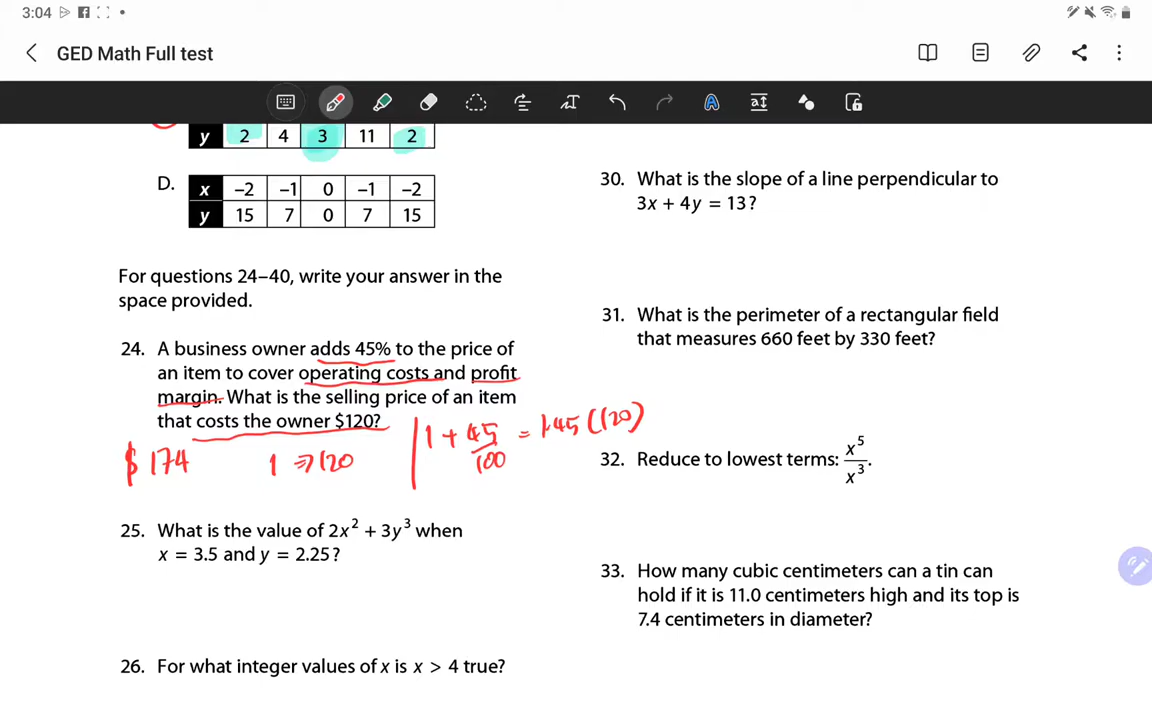 3:04
GED Math Full test
y 2 4 3 11 2
D. x –2 –1 0 –1 –2
y 15 7 0 7 15
For questions 24–40, write your answer in the
space provided.
24. A business owner adds 45% to the price of
an item to cover operating costs and profit
margin. What is the selling price of an item
that costs the owner $120?
1 + 45/100 = 1.45 (120)
$ 174 1 ⇒ 120
25. What is the value of 2x² + 3y³ when
x = 3.5 and y = 2.25?
26. For what integer values of x is x > 4 true?
30. What is the slope of a line perpendicular to
3x + 4y = 13?
31. What is the perimeter of a rectangular field
that measures 660 feet by 330 feet?
32. Reduce to lowest terms: x⁵/x³.
33. How many cubic centimeters can a tin can
hold if it is 11.0 centimeters high and its top is
7.4 centimeters in diameter?